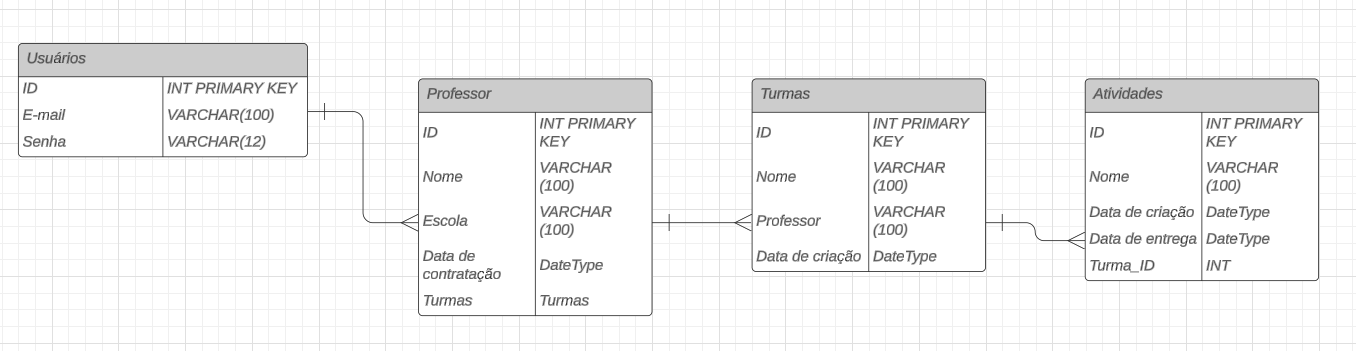 Usuários
ID INT PRIMARY KEY
E-mail VARCHAR(100)
Senha VARCHAR(12)
Professor
ID INT PRIMARY
KEY
Nome VARCHAR
(100)
Escola VARCHAR
(100)
Data de
contratação DateType
Turmas Turmas
Turmas
ID INT PRIMARY
KEY
Nome VARCHAR
(100)
Professor VARCHAR
(100)
Data de criação DateType
Atividades
ID INT PRIMARY
KEY
Nome VARCHAR
(100)
Data de criação DateType
Data de entrega DateType
Turma_ID INT